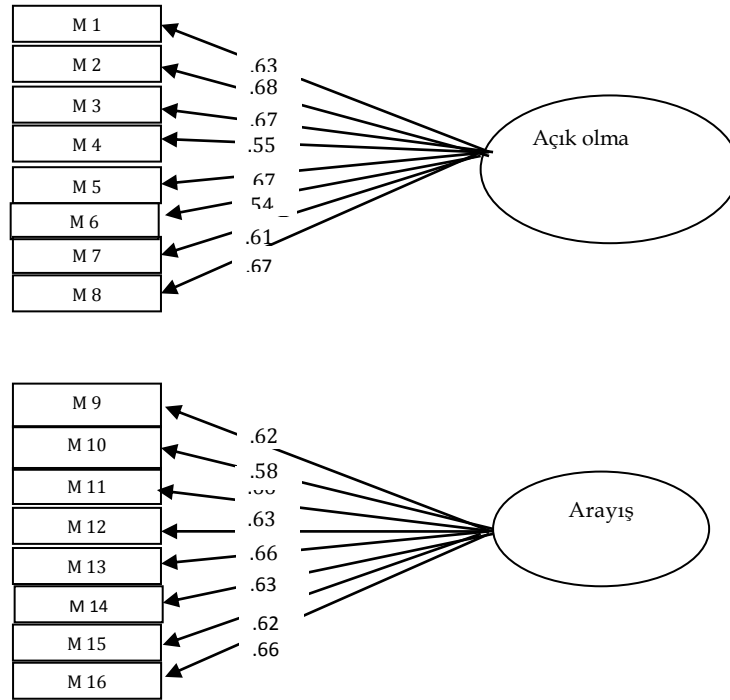 M 1
M 2
M 3
M 4
M 5
M 6
M 7
M 8
.63
.68
.67
.55
.67
.54
.61
.67
Açık olma
M 9
M 10
M 11
M 12
M 13
M 14
M 15
M 16
.62
.58
.63
.66
.63
.62
.66
Arayış